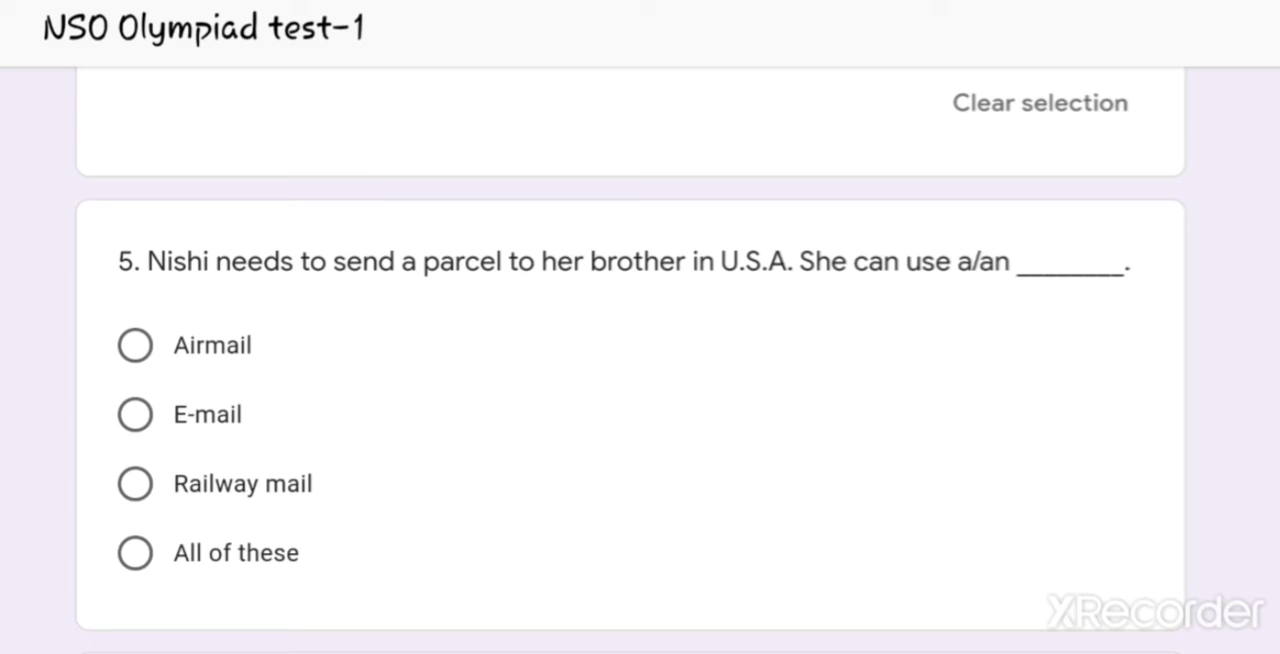 NSO Olympiad test-1
Clear selection
5. Nishi needs to send a parcel to her brother in U.S.A. She can use a/an ________.
Airmail
E-mail
Railway mail
All of these
XRecorder